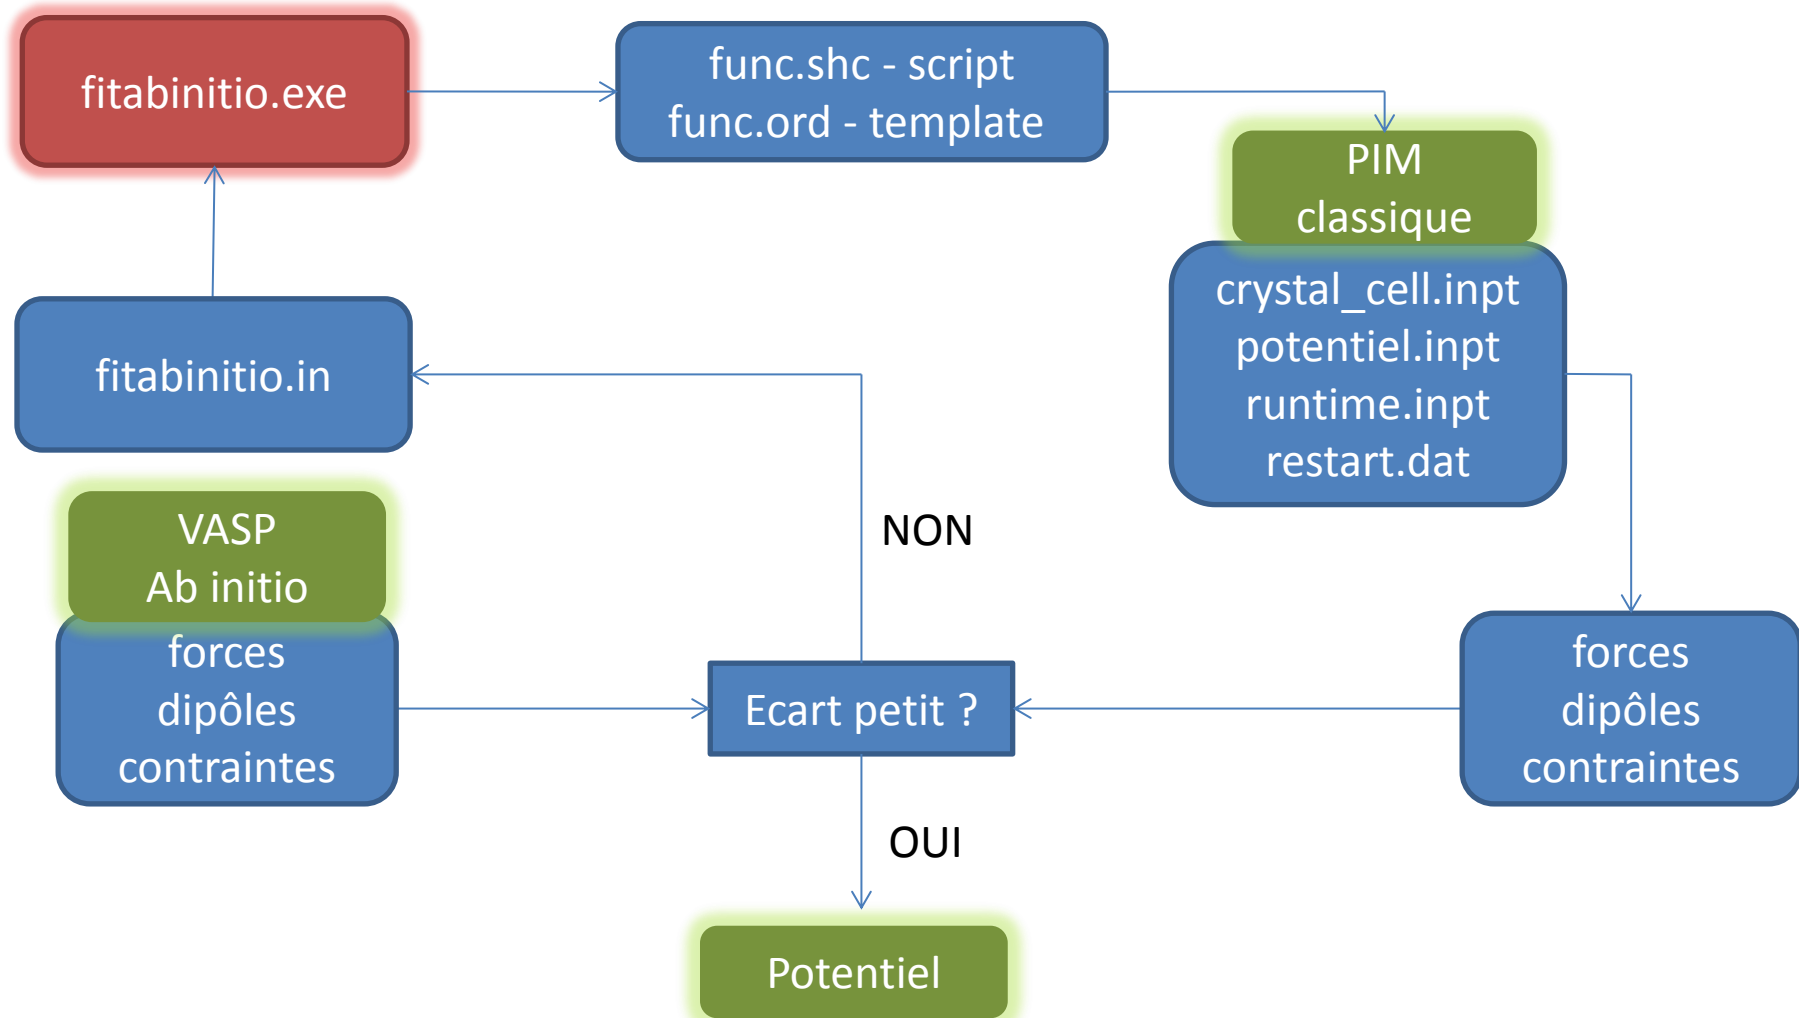 fitabinitio.exe
func.shc - script
func.ord - template
PIM
classique
crystal_cell.inpt
potentiel.inpt
runtime.inpt
restart.dat
fitabinitio.in
VASP
Ab initio
forces
dipôles
contraintes
NON
Ecart petit ?
forces
dipôles
contraintes
OUI
Potentiel